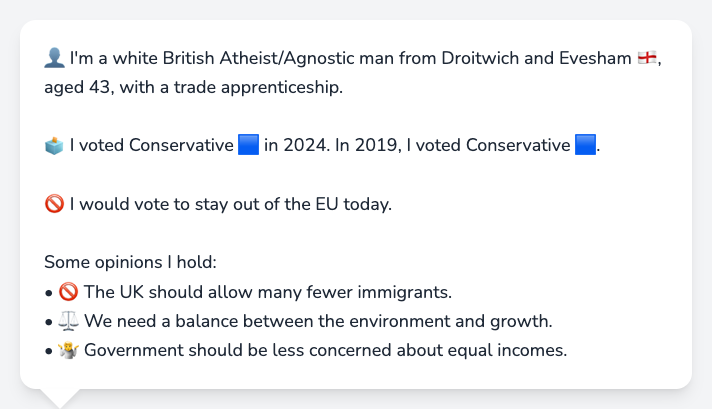 👤 I'm a white British Atheist/Agnostic man from Droitwich and Evesham 🏴󠁧󠁢󠁥󠁮󠁧󠁿,
aged 43, with a trade apprenticeship.
🗳️ I voted Conservative 🟦 in 2024. In 2019, I voted Conservative 🟦.
🚫 I would vote to stay out of the EU today.
Some opinions I hold:
• 🚫 The UK should allow many fewer immigrants.
• ⚖️ We need a balance between the environment and growth.
• 🤷 Government should be less concerned about equal incomes.